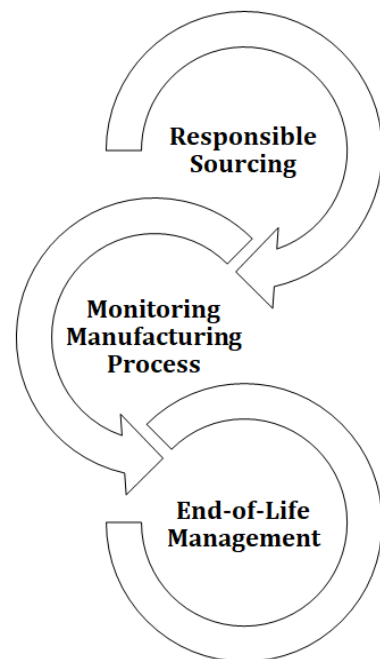 Responsible
Sourcing
Monitoring
Manufacturing
Process
End-of-Life
Management